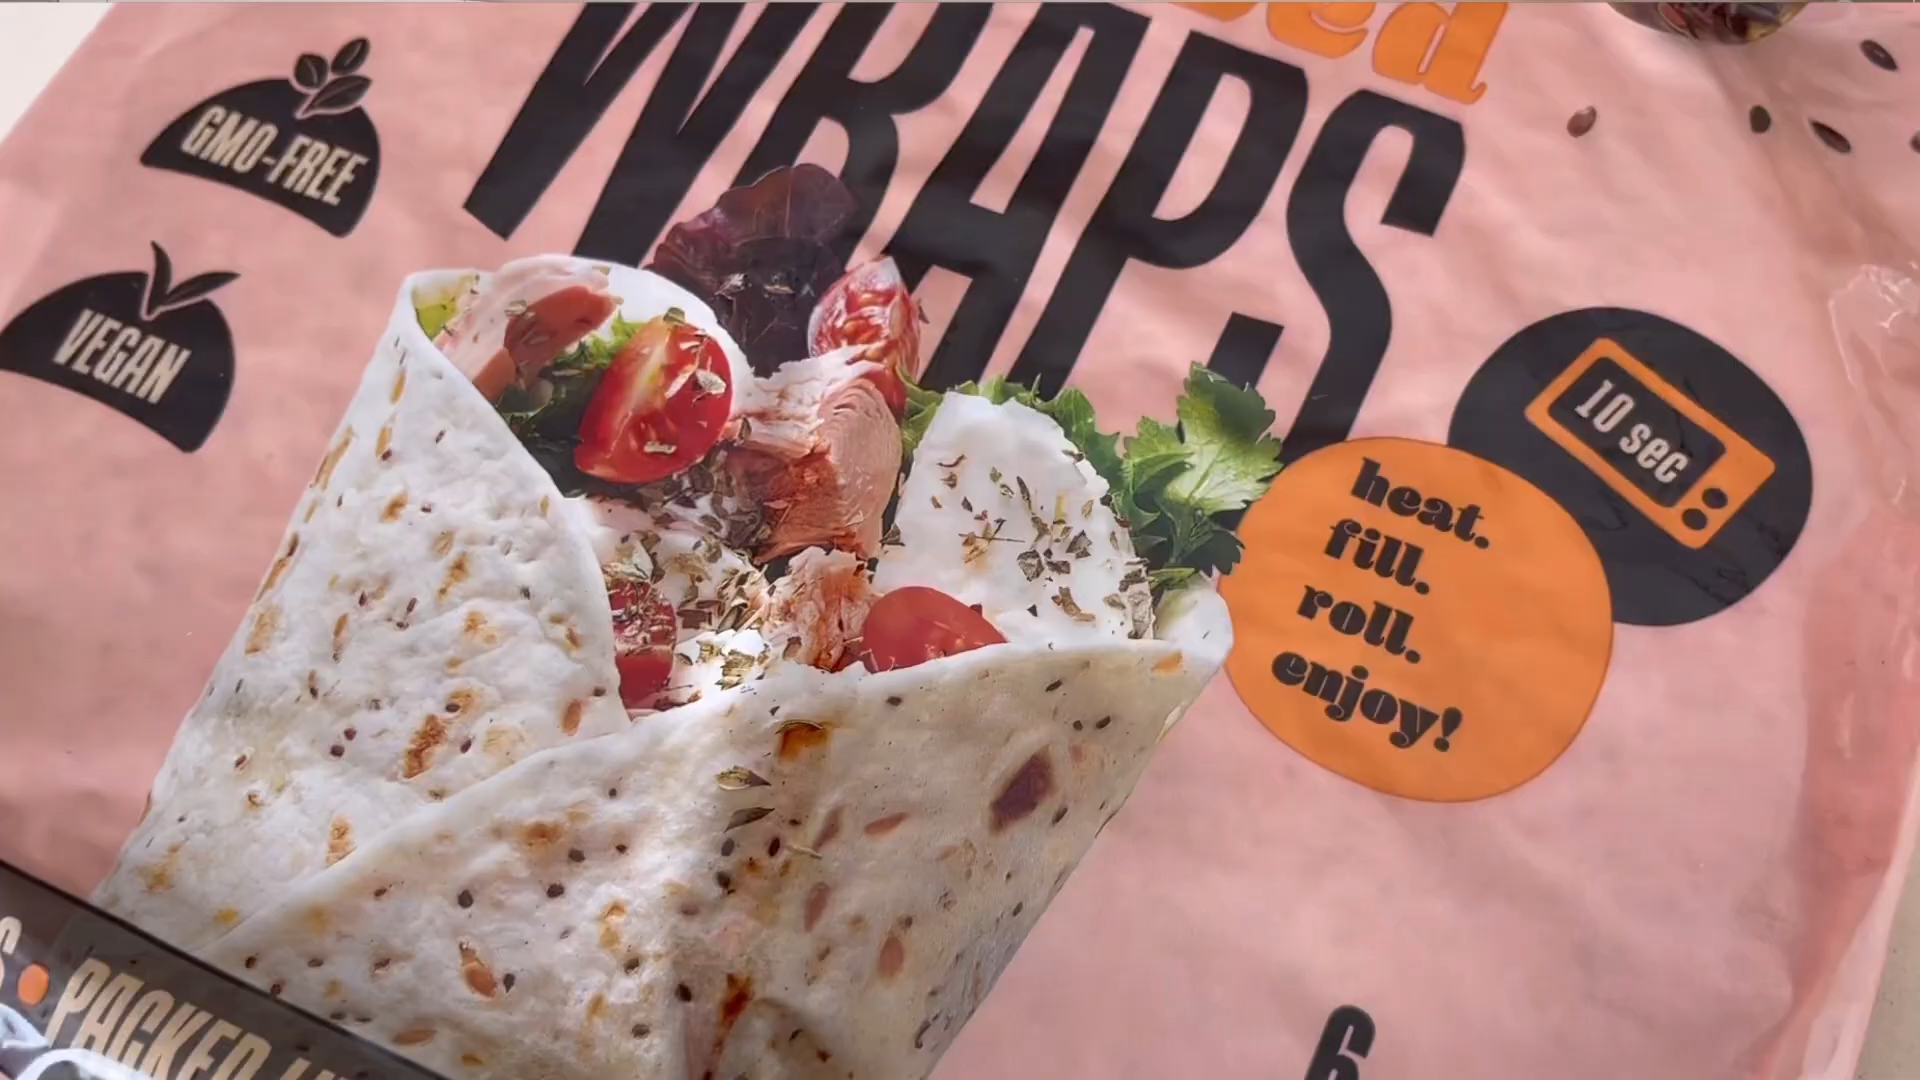 WRAPS
GMO-FREE
VEGAN
10 sec
heat.
fill.
roll.
enjoy!
PACKED
6